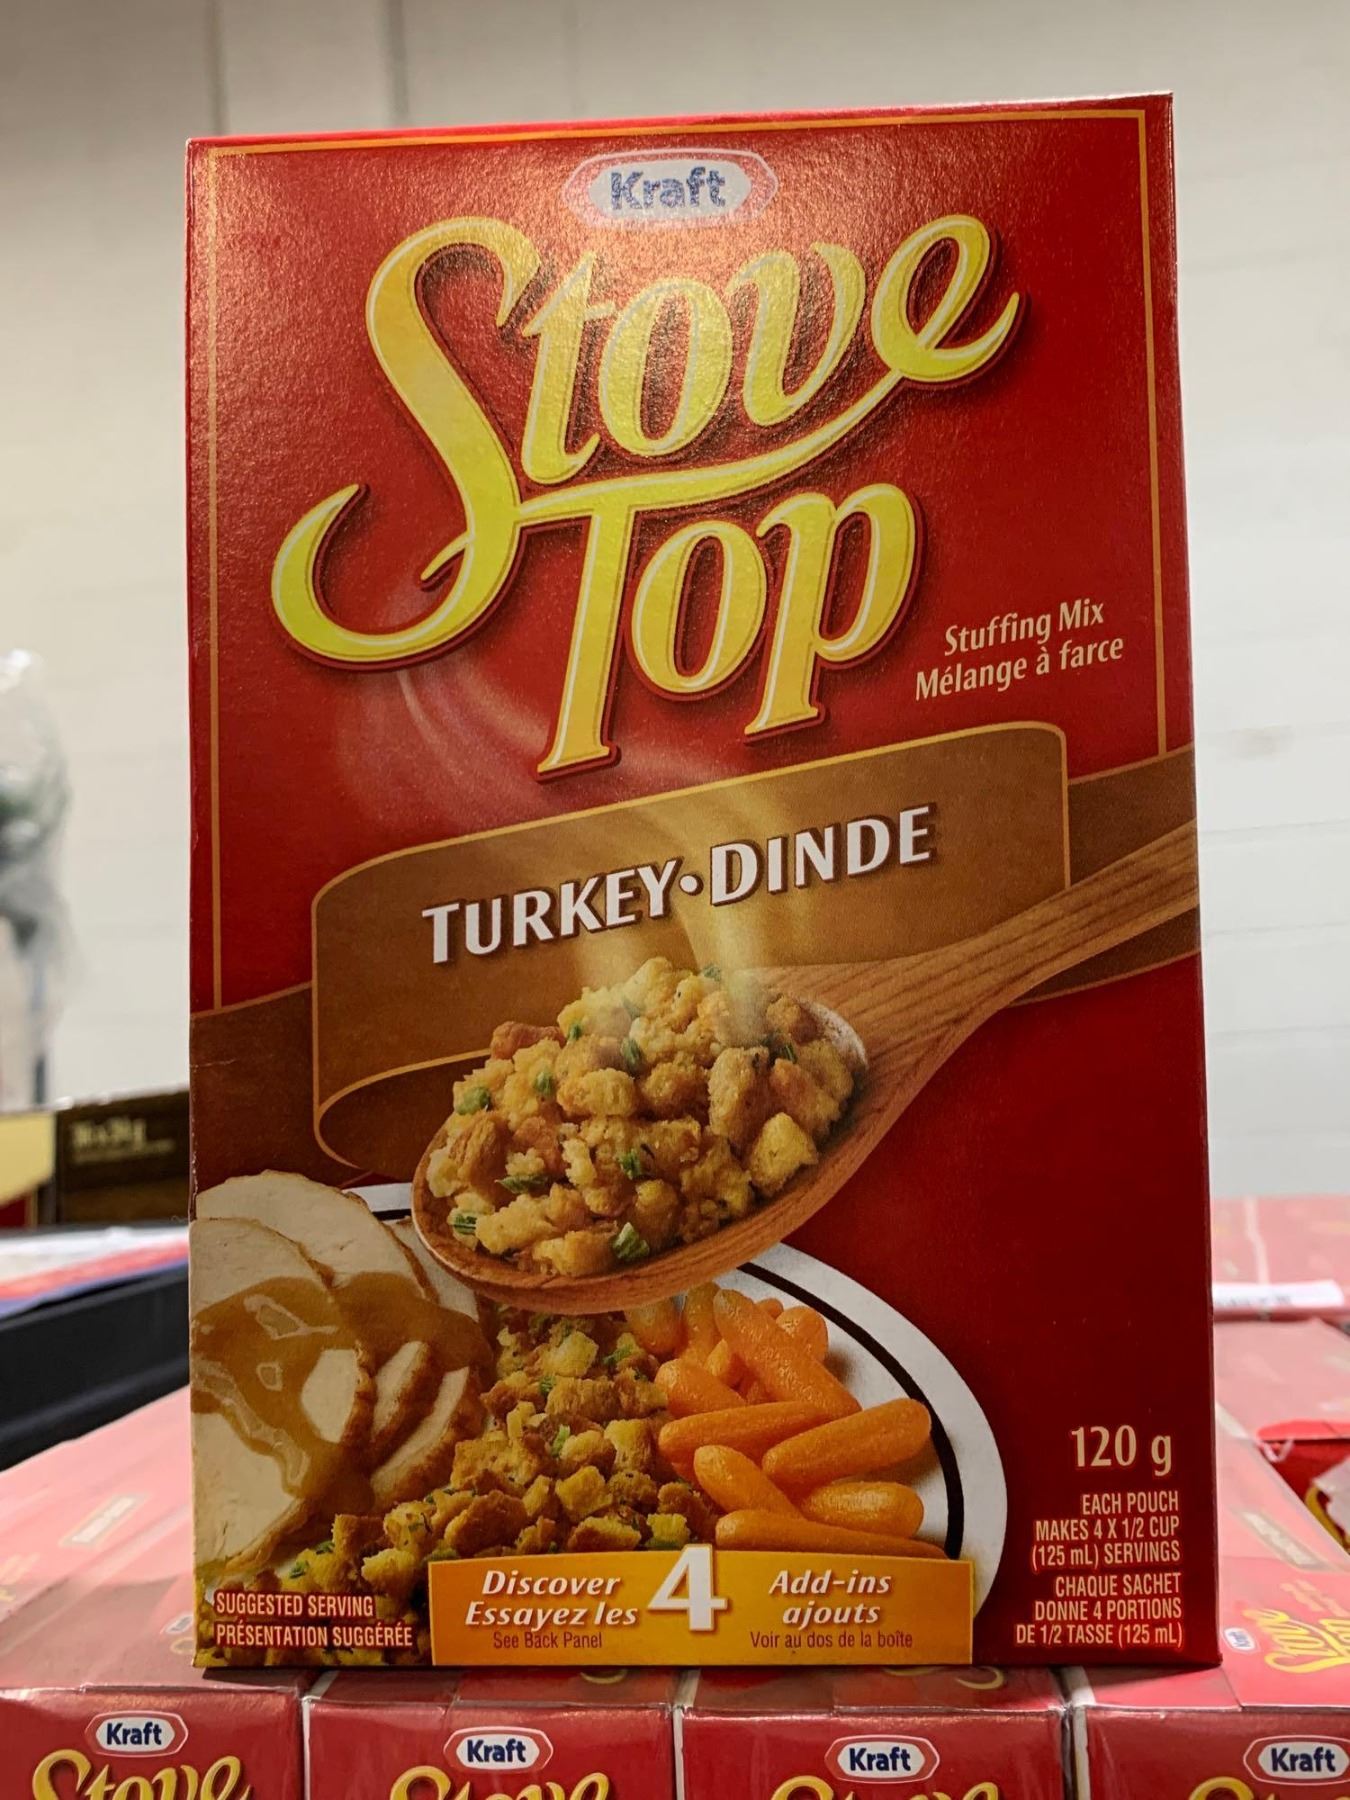 Kraft
Stove
Top
Stuffing Mix
Mélange à farce
TURKEY·DINDE
120 g
EACH POUCH
MAKES 4 X 1/2 CUP
(125 mL) SERVINGS
CHAQUE SACHET
DONNE 4 PORTIONS
DE 1/2 TASSE (125 mL)
SUGGESTED SERVING
PRÉSENTATION SUGGÉRÉE
Discover
Essayez les
4
Add-ins
ajouts
See Back Panel
Voir au dos de la boîte
Kraft
Stove
Kraft
Stove
Kraft
Kraft